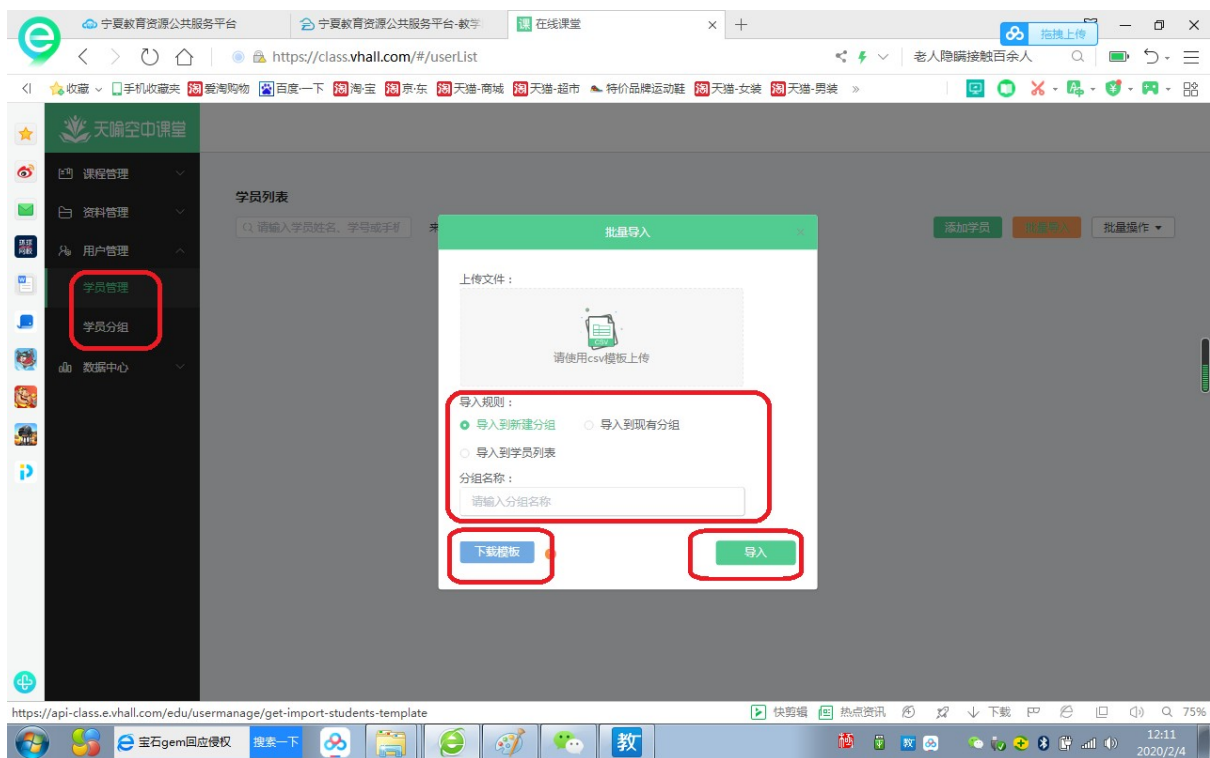 宁夏教育资源公共服务平台
宁夏教育资源公共服务平台-教学
课 在线课堂
拖拽上传
https://class.vhall.com/#/userList
老人隐瞒接触百余人
收藏 手机收藏夹 淘 爱淘购物 百度一下 淘 淘·宝 淘 京·东 淘 天猫·商城 淘 天猫-超市 特价品牌运动鞋 淘 天猫-女装 淘 天猫-男装 »
天喻空中课堂
课程管理
资料管理
用户管理
学员管理
学员分组
数据中心
学员列表
请输入学员姓名、学号或手机
添加学员
批量导入
批量操作
批量导入
上传文件：
CSV
请使用csv模板上传
导入规则：
导入到新建分组
导入到现有分组
导入到学员列表
分组名称：
请输入分组名称
下载模板
导入
https://api-class.e.vhall.com/edu/usermanage/get-import-students-template
快剪辑
热点资讯
下载
75%
宝石gem回应侵权
搜索一下
教
12:11
2020/2/4